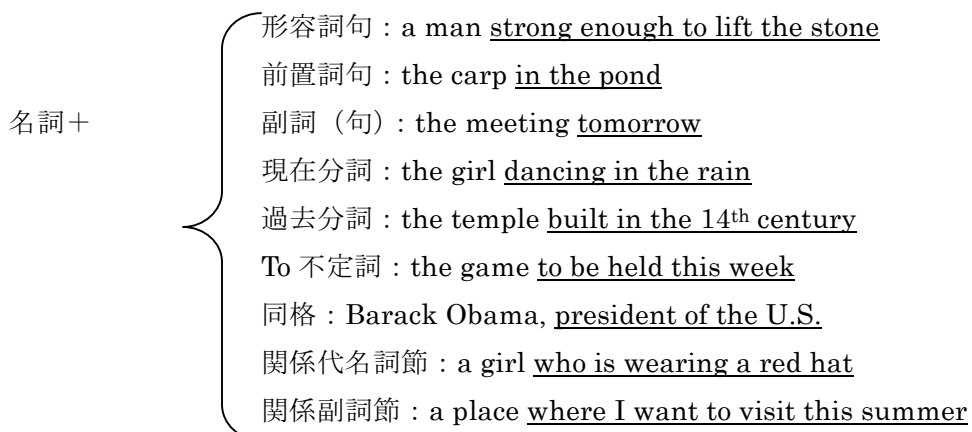 形容詞句：a man strong enough to lift the stone
前置詞句：the carp in the pond
名詞＋
副詞（句）：the meeting tomorrow
現在分詞：the girl dancing in the rain
過去分詞：the temple built in the 14th century
To 不定詞：the game to be held this week
同格：Barack Obama, president of the U.S.
関係代名詞節：a girl who is wearing a red hat
関係副詞節：a place where I want to visit this summer